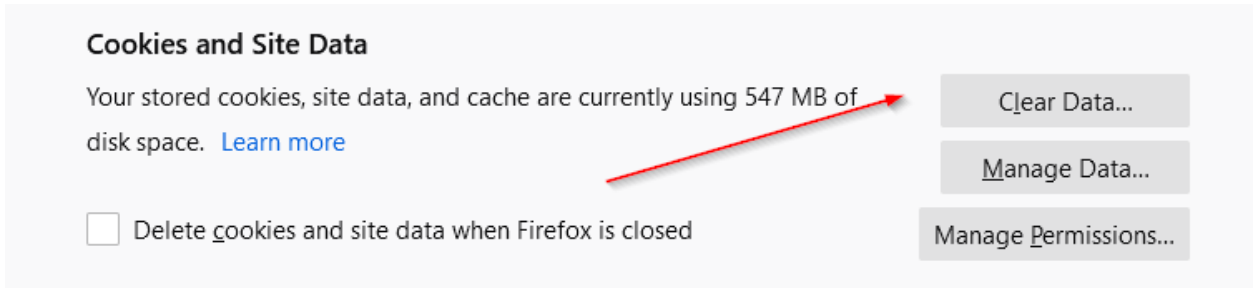 Cookies and Site Data
Your stored cookies, site data, and cache are currently using 547 MB of
disk space. Learn more
Clear Data...
Manage Data...
Delete cookies and site data when Firefox is closed
Manage Permissions...